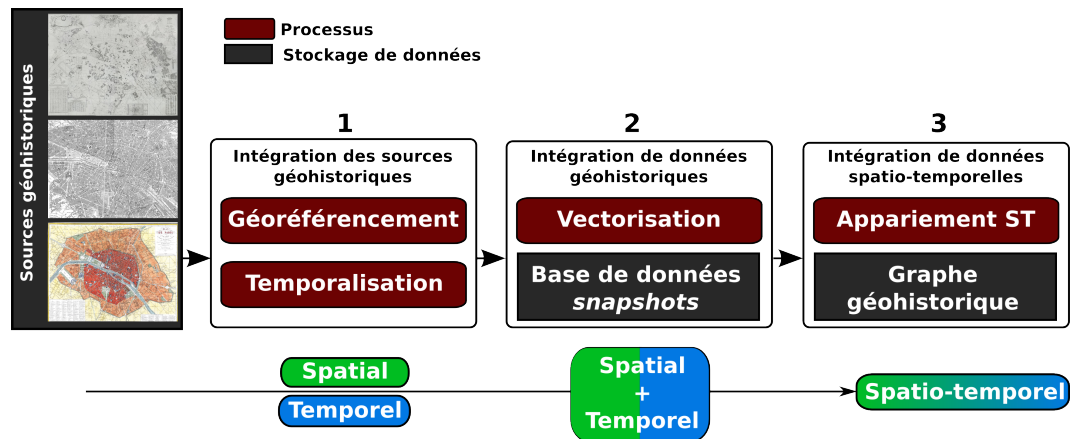 Sources géohistoriques
Processus
Stockage de données
1
Intégration des sources
géohistoriques
Géoréférencement
Temporalisation
2
Intégration de données
géohistoriques
Vectorisation
Base de données
snapshots
3
Intégration de données
spatio-temporelles
Appariement ST
Graphe
géohistorique
Spatial
Temporel
Spatial
+
Temporel
Spatio-temporel